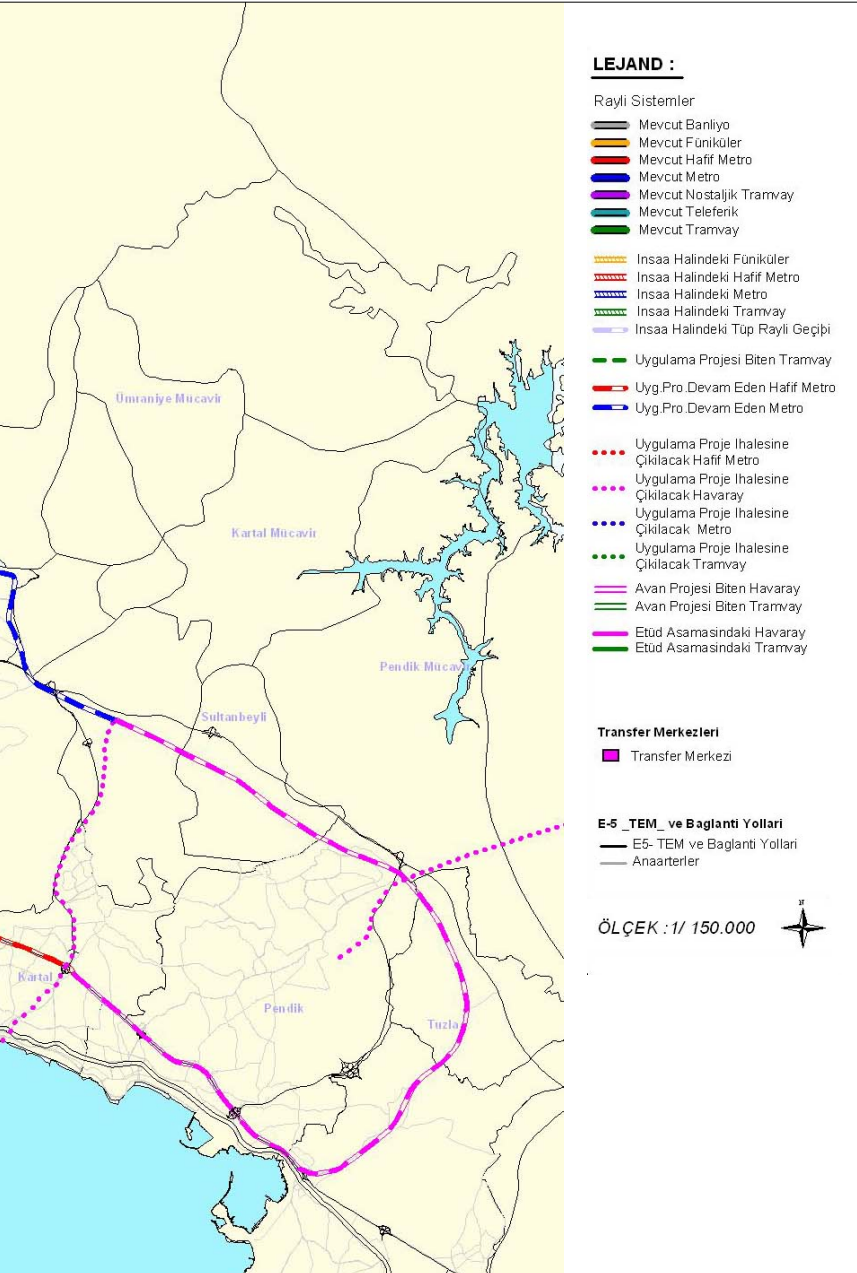 LEJAND :
Rayli Sistemler
Mevcut Banliyo
Mevcut Füniküler
Mevcut Hafif Metro
Mevcut Metro
Mevcut Nostaljik Tramvay
Mevcut Teleferik
Mevcut Tramvay
Insaa Halindeki Füniküler
Insaa Halindeki Hafif Metro
Insaa Halindeki Metro
Insaa Halindeki Tramvay
Insaa Halindeki Tüp Rayli Geçibi
Uygulama Projesi Biten Tramvay
Uyg.Pro.Devam Eden Hafif Metro
Uyg.Pro.Devam Eden Metro
Uygulama Proje Ihalesine
Çikilacak Hafif Metro
Uygulama Proje Ihalesine
Çikilacak Havaray
Uygulama Proje Ihalesine
Çikilacak Metro
Uygulama Proje Ihalesine
Çikilacak Tramvay
Avan Projesi Biten Havaray
Avan Projesi Biten Tramvay
Etüd Asamasindaki Havaray
Etüd Asamasindaki Tramvay
Transfer Merkezleri
Transfer Merkezi
E-5 _TEM_ ve Baglanti Yollari
E5- TEM ve Baglanti Yollari
Anaarterler
ÖLÇEK : 1/ 150.000
Ümraniye Mücavir
Kartal Mücavir
Pendik Mücavir
Sultanbeyli
Kartal
Pendik
Tuzla